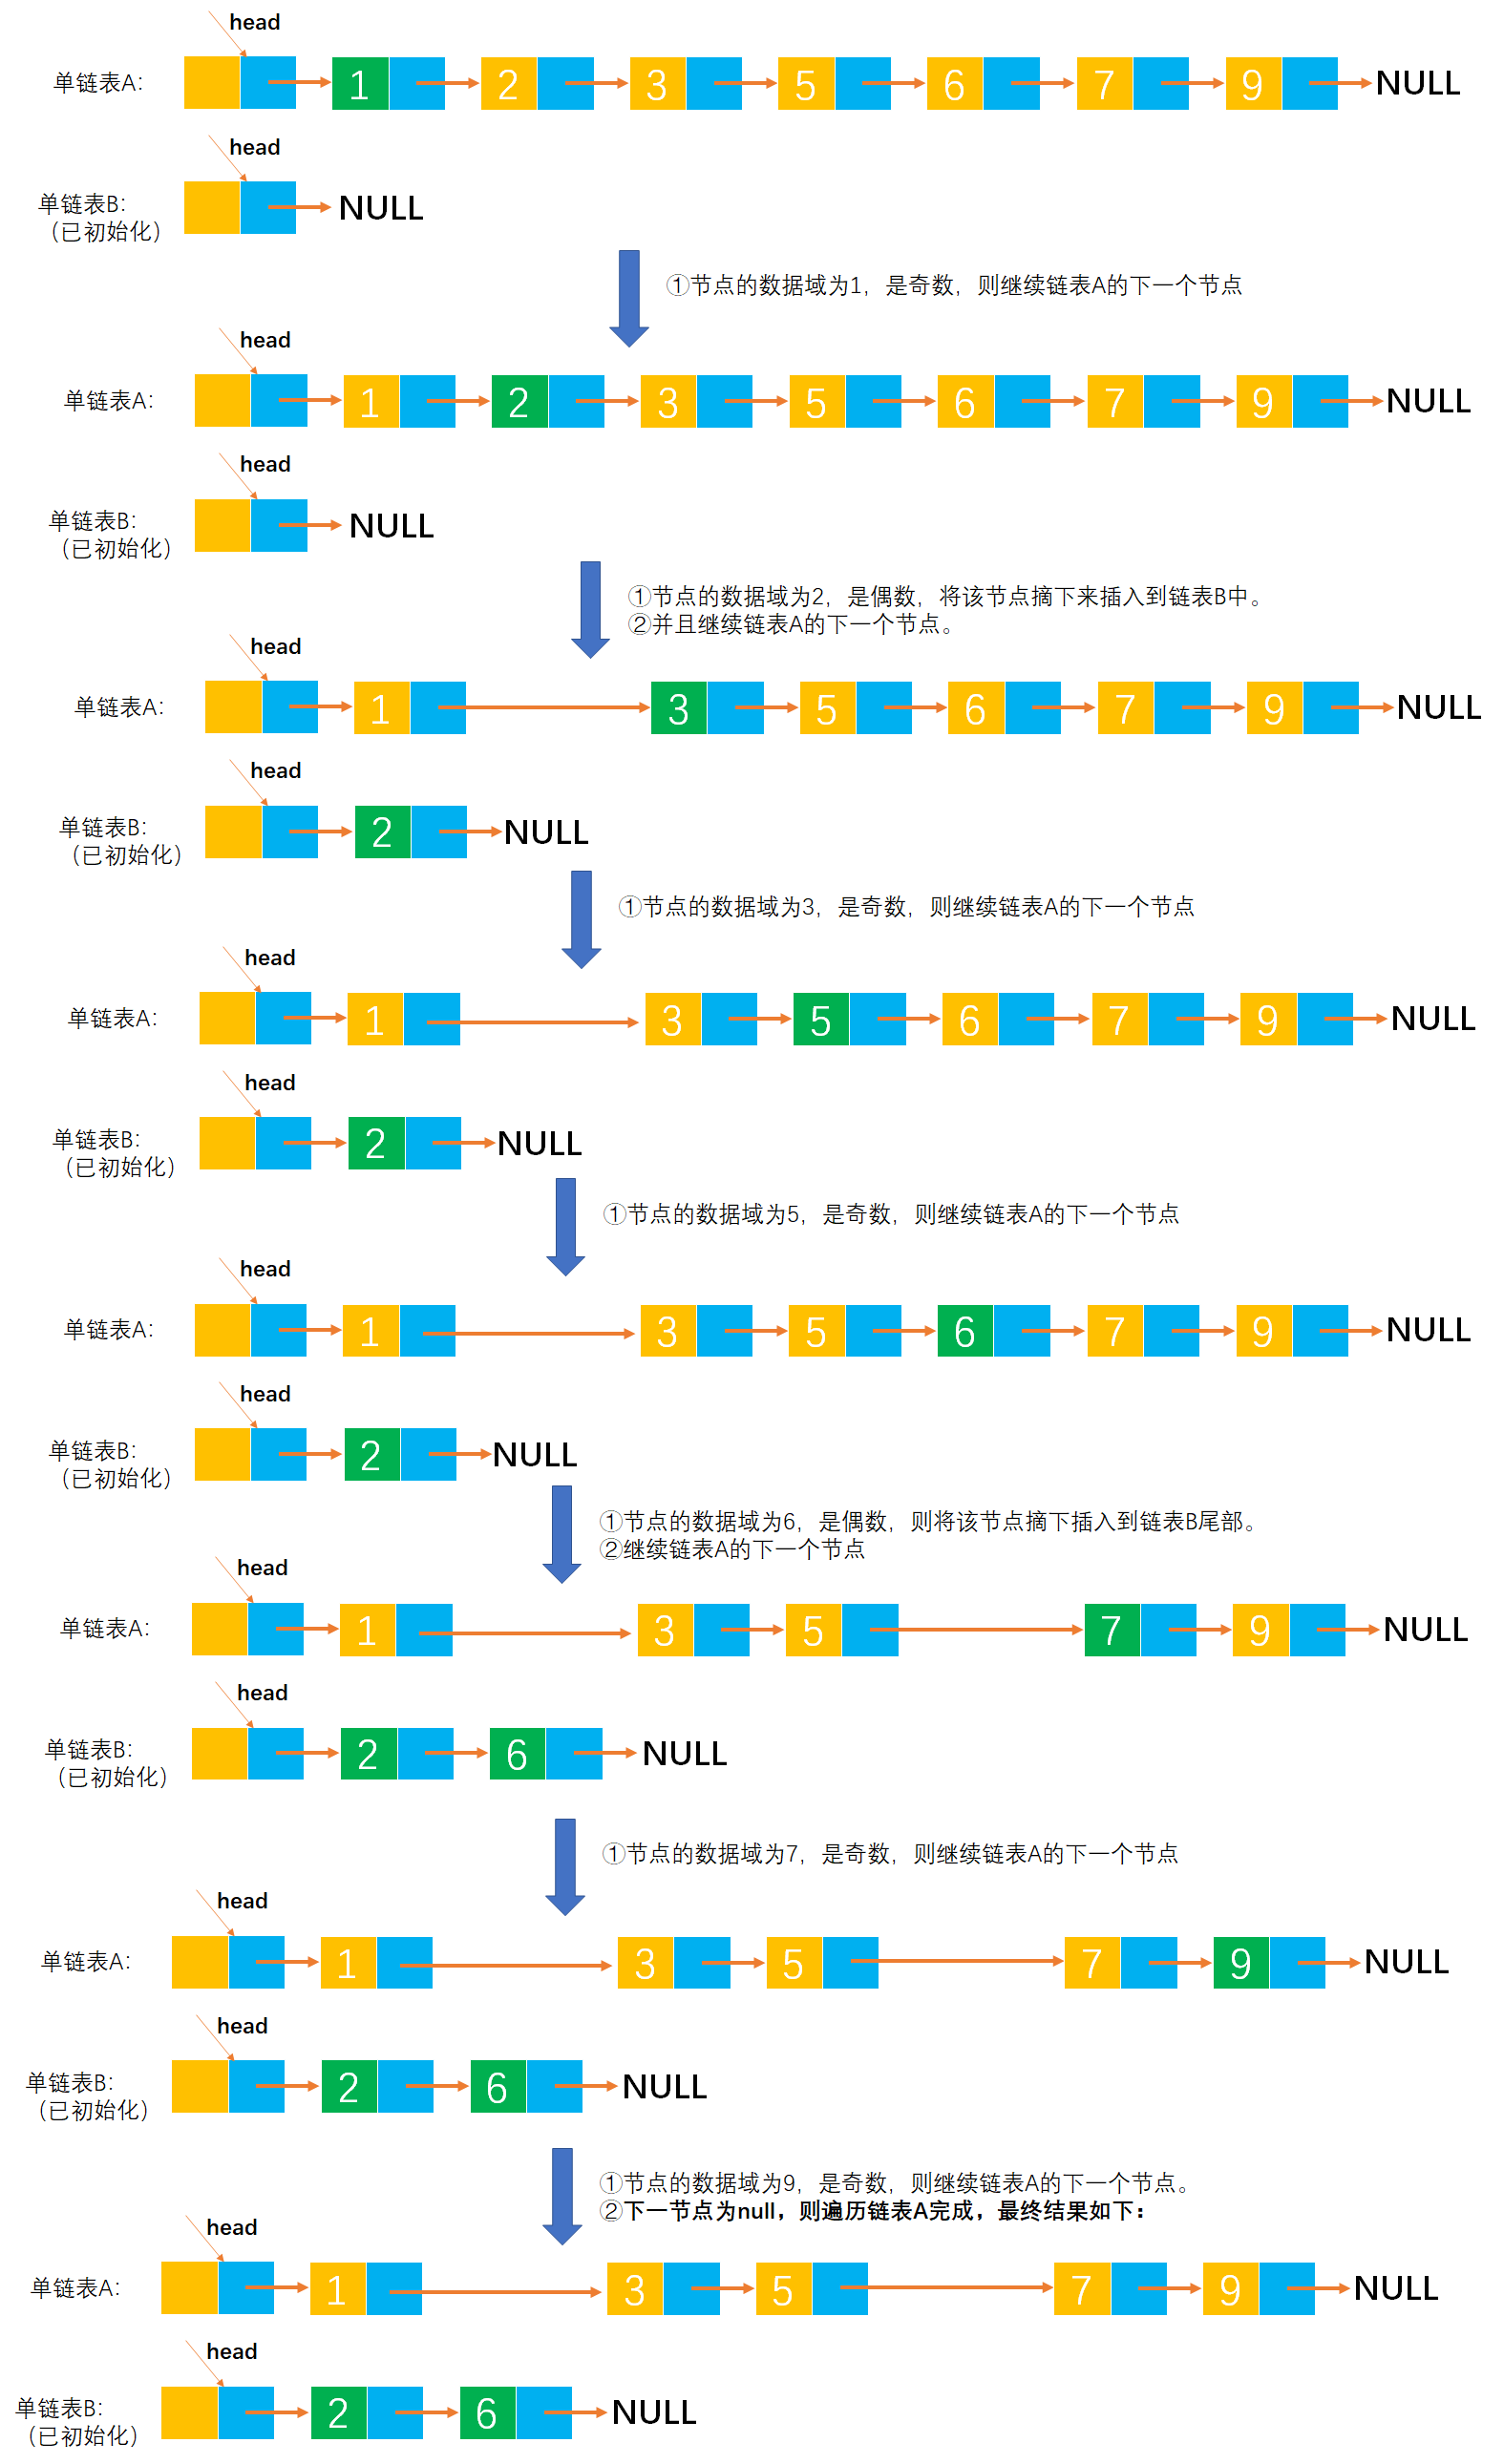 head
单链表A:
1 2 3 5 6 7 9 NULL
head
单链表B:
（已初始化）
NULL
①节点的数据域为1，是奇数，则继续链表A的下一个节点
head
单链表A:
1 2 3 5 6 7 9 NULL
head
单链表B:
（已初始化）
NULL
①节点的数据域为2，是偶数，将该节点摘下来插入到链表B中。
②并且继续链表A的下一个节点。
head
单链表A:
1 3 5 6 7 9 NULL
head
单链表B:
（已初始化）
2 NULL
①节点的数据域为3，是奇数，则继续链表A的下一个节点
head
单链表A:
1 3 5 6 7 9 NULL
head
单链表B:
（已初始化）
2 NULL
①节点的数据域为5，是奇数，则继续链表A的下一个节点
head
单链表A:
1 3 5 6 7 9 NULL
head
单链表B:
（已初始化）
2 NULL
①节点的数据域为6，是偶数，则将该节点摘下插入到链表B尾部。
②继续链表A的下一个节点
head
单链表A:
1 3 5 7 9 NULL
head
单链表B:
（已初始化）
2 6 NULL
①节点的数据域为7，是奇数，则继续链表A的下一个节点
head
单链表A:
1 3 5 7 9 NULL
head
单链表B:
（已初始化）
2 6 NULL
①节点的数据域为9，是奇数，则继续链表A的下一个节点。
②下一节点为null，则遍历链表A完成，最终结果如下：
head
单链表A:
1 3 5 7 9 NULL
head
单链表B:
（已初始化）
2 6 NULL